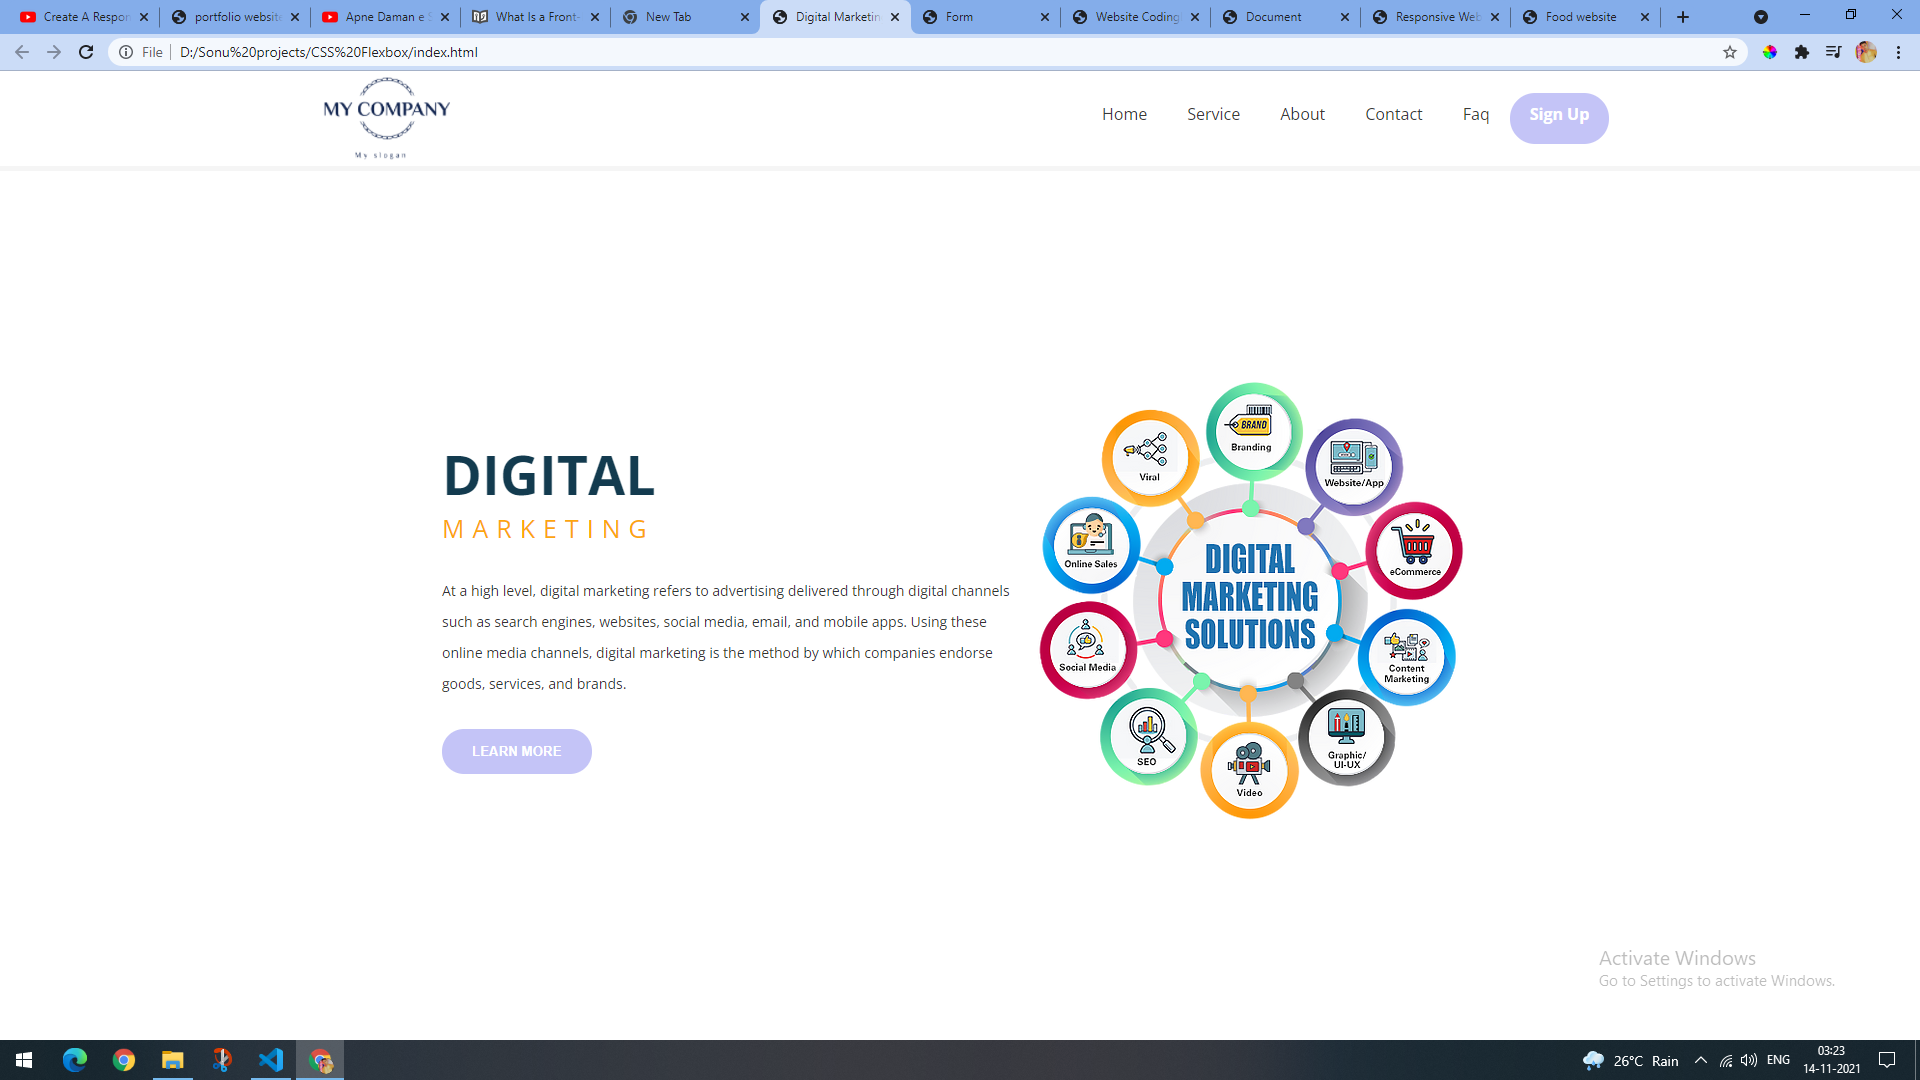 Create A Respon
portfolio website
Apne Daman e S
What Is a Front-
New Tab
Digital Marketin
Form
Website Coding
Document
Responsive Web
Food website
File
D:/Sonu%20projects/CSS%20Flexbox/index.html
MY COMPANY
My slogan
Home
Service
About
Contact
Faq
Sign Up
DIGITAL
MARKETING
At a high level, digital marketing refers to advertising delivered through digital channels
such as search engines, websites, social media, email, and mobile apps. Using these
online media channels, digital marketing is the method by which companies endorse
goods, services, and brands.
LEARN MORE
BRAND
Branding
Viral
Website/App
Online Sales
eCommerce
DIGITAL
MARKETING
SOLUTIONS
Social Media
Content
Marketing
SEO
Graphic/
UI-UX
Video
Activate Windows
Go to Settings to activate Windows.
26°C Rain
ENG
03:23
14-11-2021